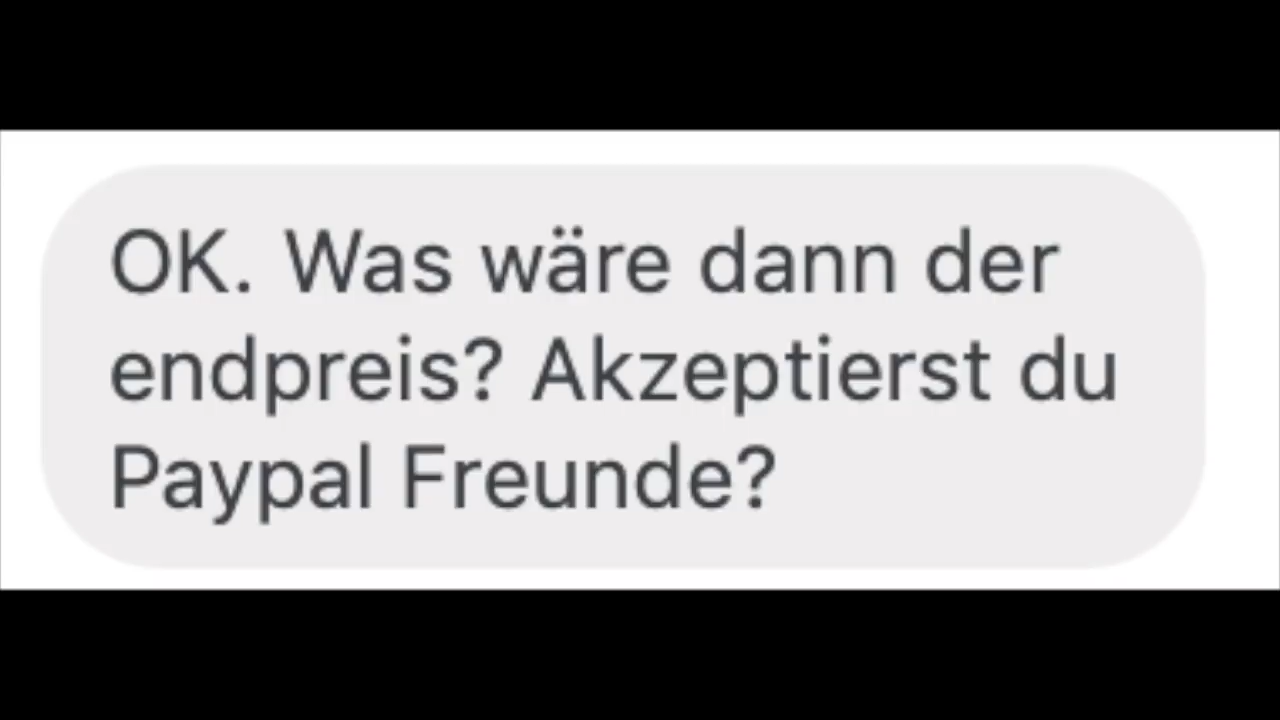 OK. Was wäre dann der
endpreis? Akzeptierst du
Paypal Freunde?